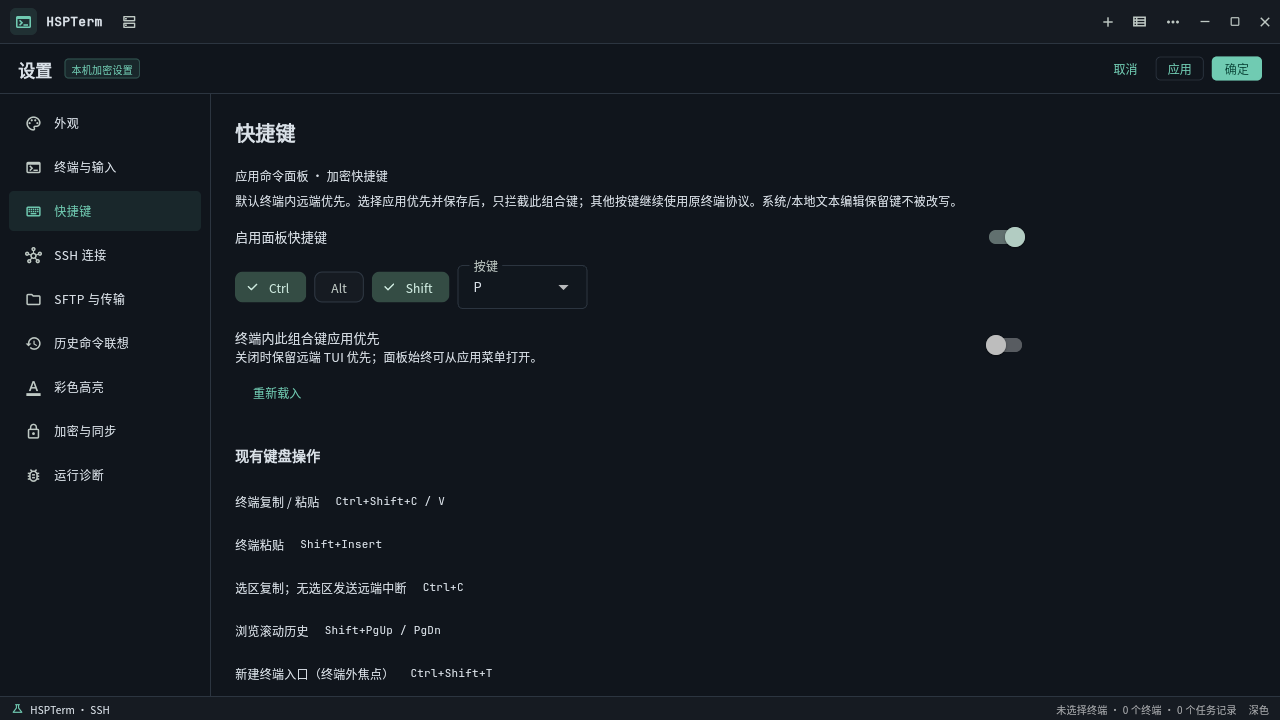 HSPTerm
设置
本机加密设置
取消
应用
确定
外观
终端与输入
快捷键
SSH 连接
SFTP 与传输
历史命令联想
彩色高亮
加密与同步
运行诊断
快捷键
应用命令面板 · 加密快捷键
默认终端内远端优先。选择应用优先并保存后，只拦截此组合键；其他按键继续使用原终端协议。系统/本地文本编辑保留键不被改写。
启用面板快捷键
Ctrl
Alt
Shift
按键
P
终端内此组合键应用优先
关闭时保留远端 TUI 优先；面板始终可从应用菜单打开。
重新载入
现有键盘操作
终端复制 / 粘贴 Ctrl+Shift+C / V
终端粘贴 Shift+Insert
选区复制；无选区发送远端中断 Ctrl+C
浏览滚动历史 Shift+PgUp / PgDn
新建终端入口（终端外焦点） Ctrl+Shift+T
HSPTerm · SSH
未选择终端 · 0 个终端 · 0 个任务记录 深色